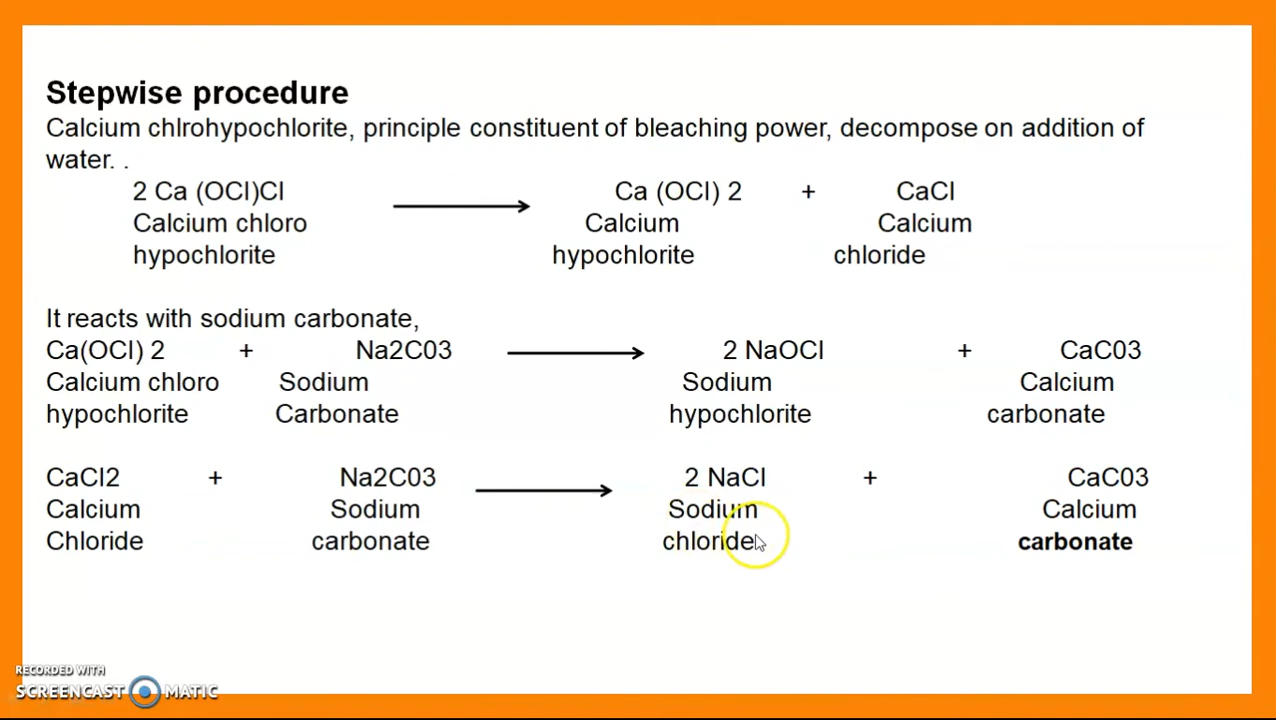 Stepwise procedure
Calcium chlrohypochlorite, principle constituent of bleaching power, decompose on addition of
water. .
2 Ca (OCl)Cl Ca (OCl) 2 + CaCl
Calcium chloro Calcium Calcium
hypochlorite hypochlorite chloride
It reacts with sodium carbonate,
Ca(OCl) 2 + Na2C03 2 NaOCl + CaC03
Calcium chloro Sodium Sodium Calcium
hypochlorite Carbonate hypochlorite carbonate
CaCl2 + Na2C03 2 NaCl + CaC03
Calcium Sodium Sodium Calcium
Chloride carbonate chloride carbonate
RECORDED WITH
SCREENCAST MATIC